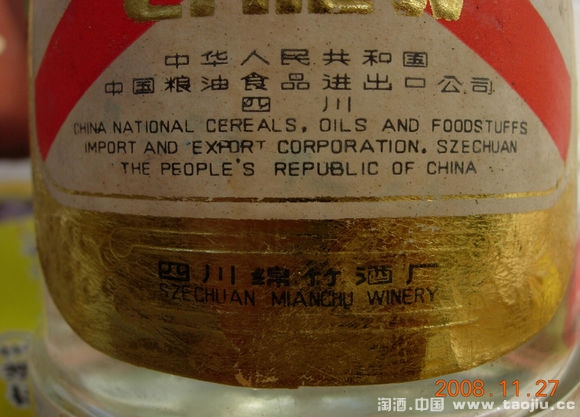 中华人民共和国
中国粮油食品进出口公司
四川
CHINA NATIONAL CEREALS, OILS AND FOODSTUFFS
IMPORT AND EXPORT CORPORATION. SZECHUAN
THE PEOPLE'S REPUBLIC OF CHINA
四川绵竹酒厂
SZECHUAN MIANCHU WINERY
2008.11.27
淘酒.中国 www.taojiu.cc